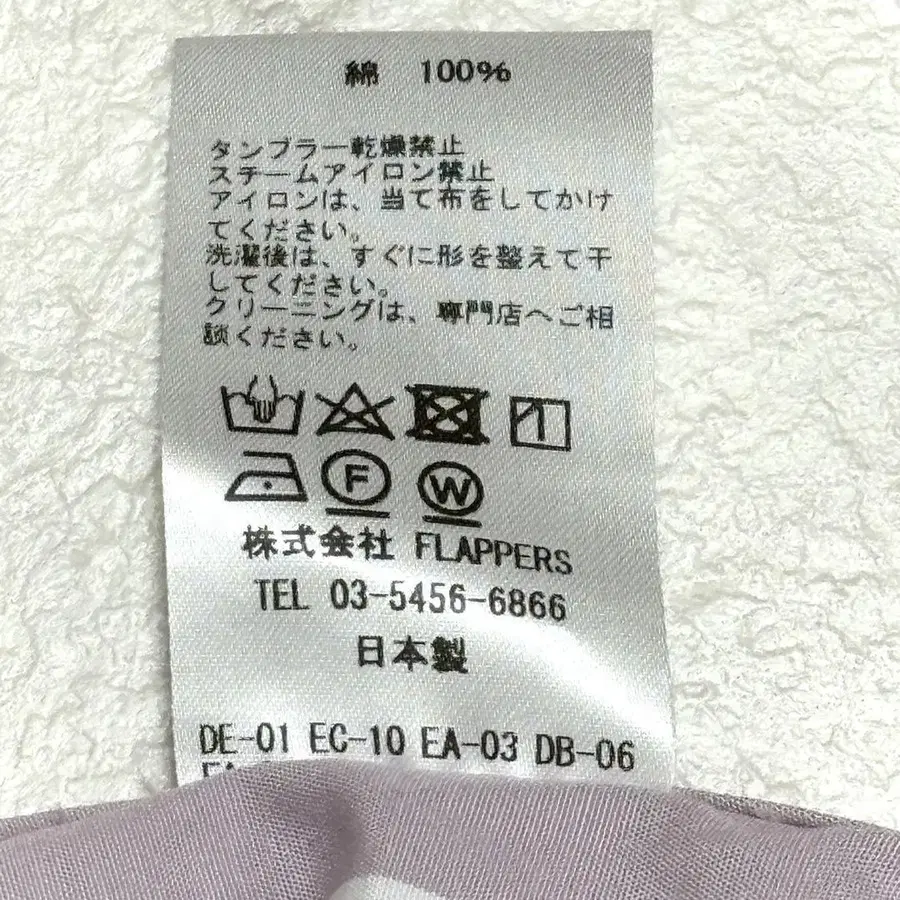 綿 100%
タンブラー乾燥禁止
スチームアイロン禁止
アイロンは、当て布をしてかけ
てください。
洗濯後は、すぐに形を整えて干
してください。
クリーニングは、専門店へご相
談ください。
F W
株式会社 FLAPPERS
TEL 03-5456-6866
日本製
DE-01 EC-10 EA-03 DB-06